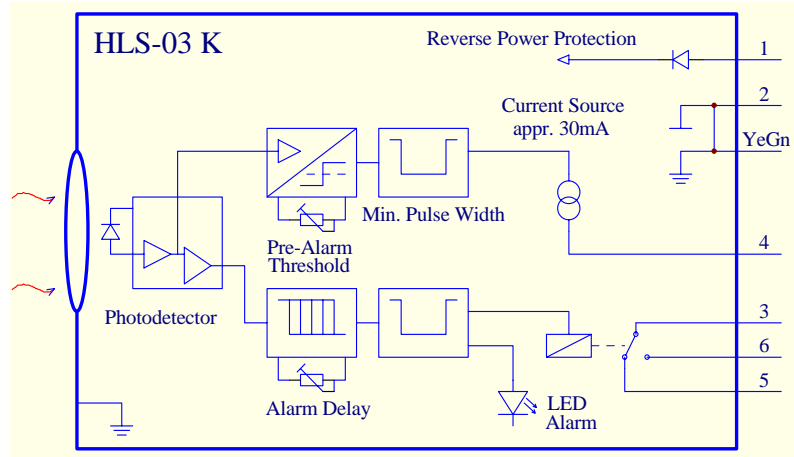 HLS-03 K
Reverse Power Protection
1
2
Current Source
appr. 30mA
YeGn
Min. Pulse Width
Pre-Alarm
Threshold
4
Photodetector
3
6
5
Alarm Delay
LED
Alarm